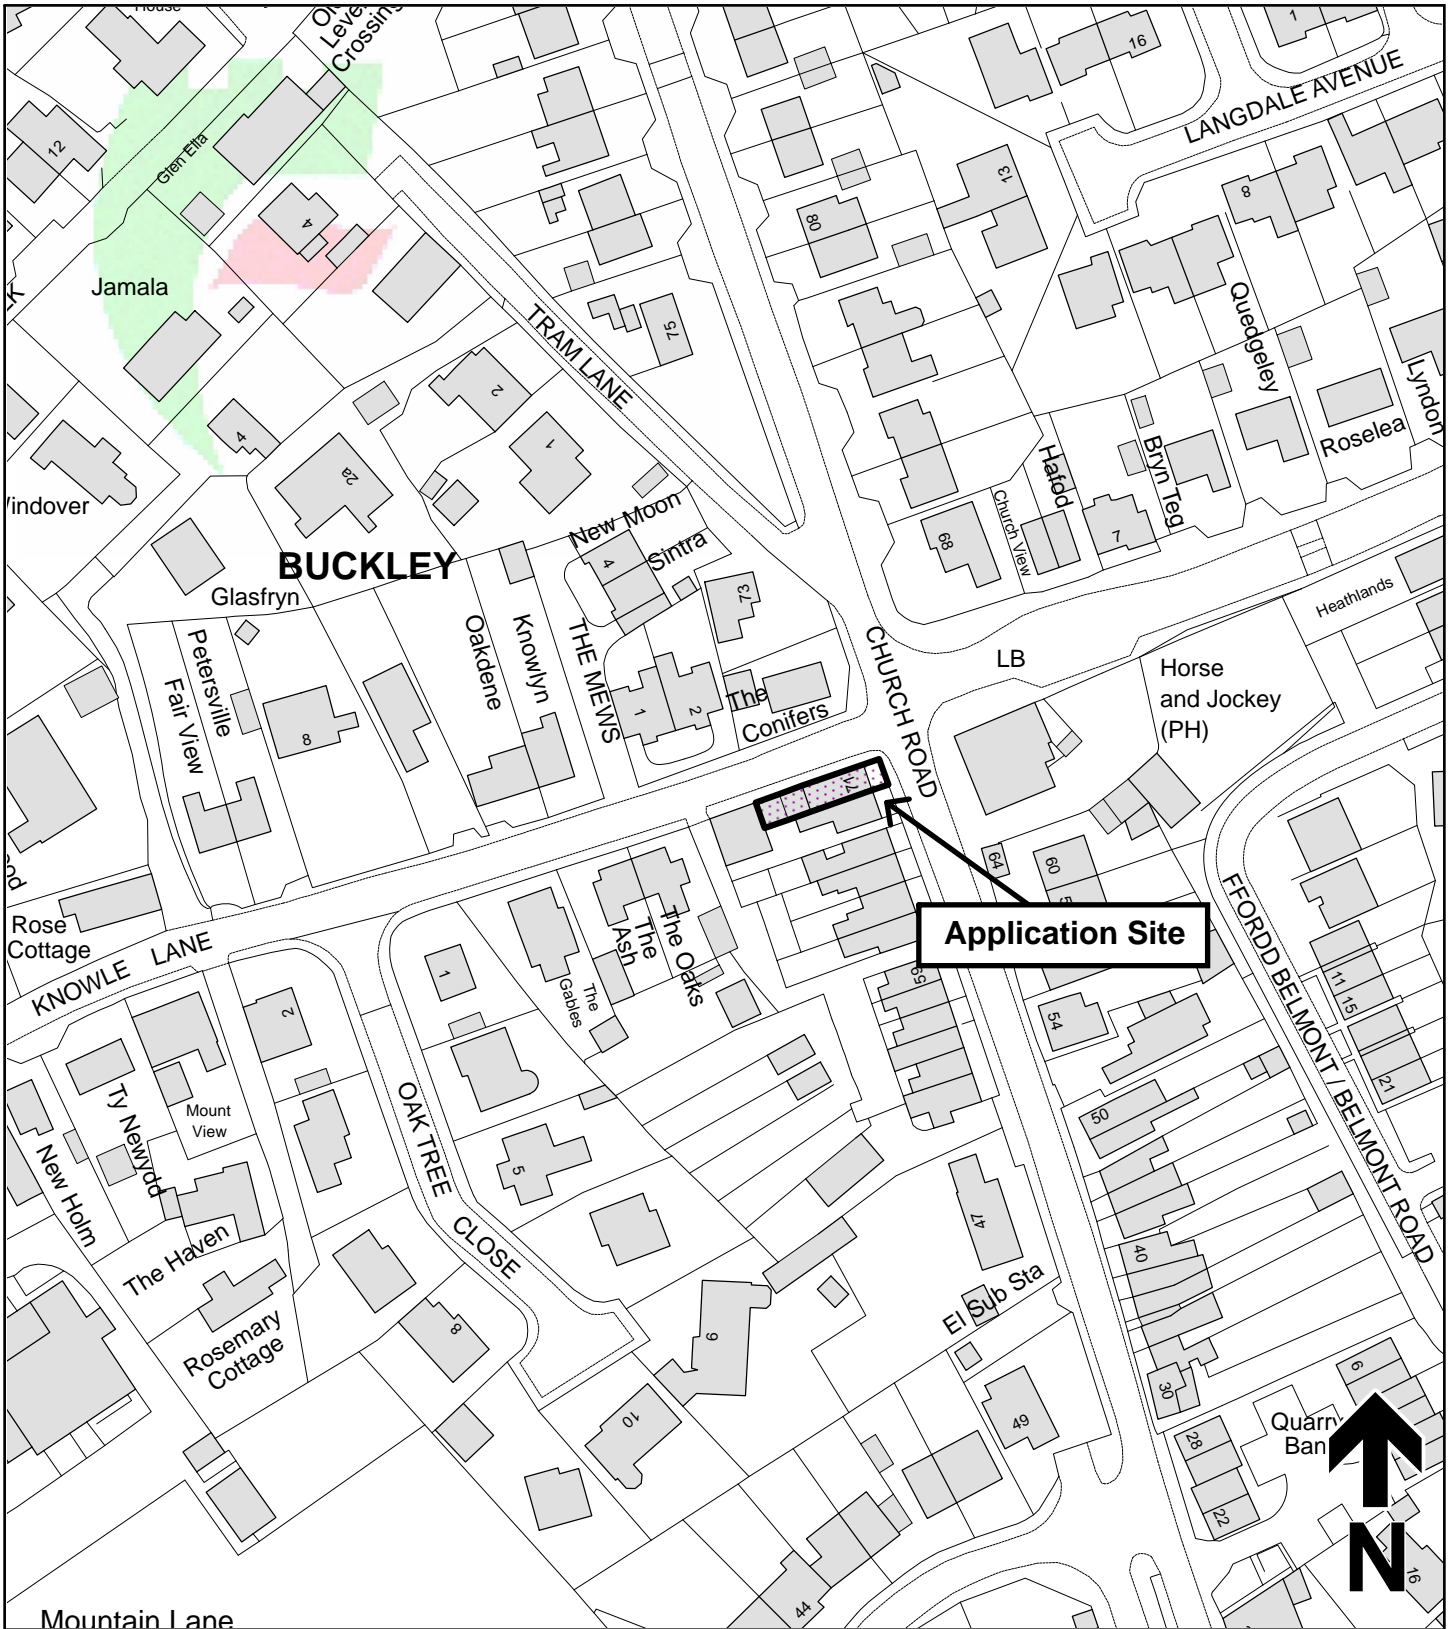 House
Old
Level
Crossing
1
16
LANGDALE AVENUE
12
Glen Ella
4
13
80
8
Jamala
TRAM LANE
75
Quedgeley
Lyndon
Roselea
2
1
4
2a
Hafod
Bryn Teg
New Moon
Church View
7
68
4
Sintra
BUCKLEY
Glasfryn
73
Heathlands
Petersville
Fair View
Oakdene
Knowlyn
THE MEWS
CHURCH ROAD
LB
Horse
and Jockey
(PH)
8
1
2
The
Conifers
71
64
60
Application Site
FFORDD BELMONT / BELMONT ROAD
Rose
Cottage
KNOWLE LANE
The
Ash
The Oaks
The
Gables
1
59
11
15
54
2
21
Ty Newydd
Mount
View
OAK TREE
CLOSE
50
New Holm
5
47
The Haven
40
El Sub Sta
Rosemary
Cottage
8
9
6
30
10
49
Quarry
28
22
N
16
44
Mountain Lane